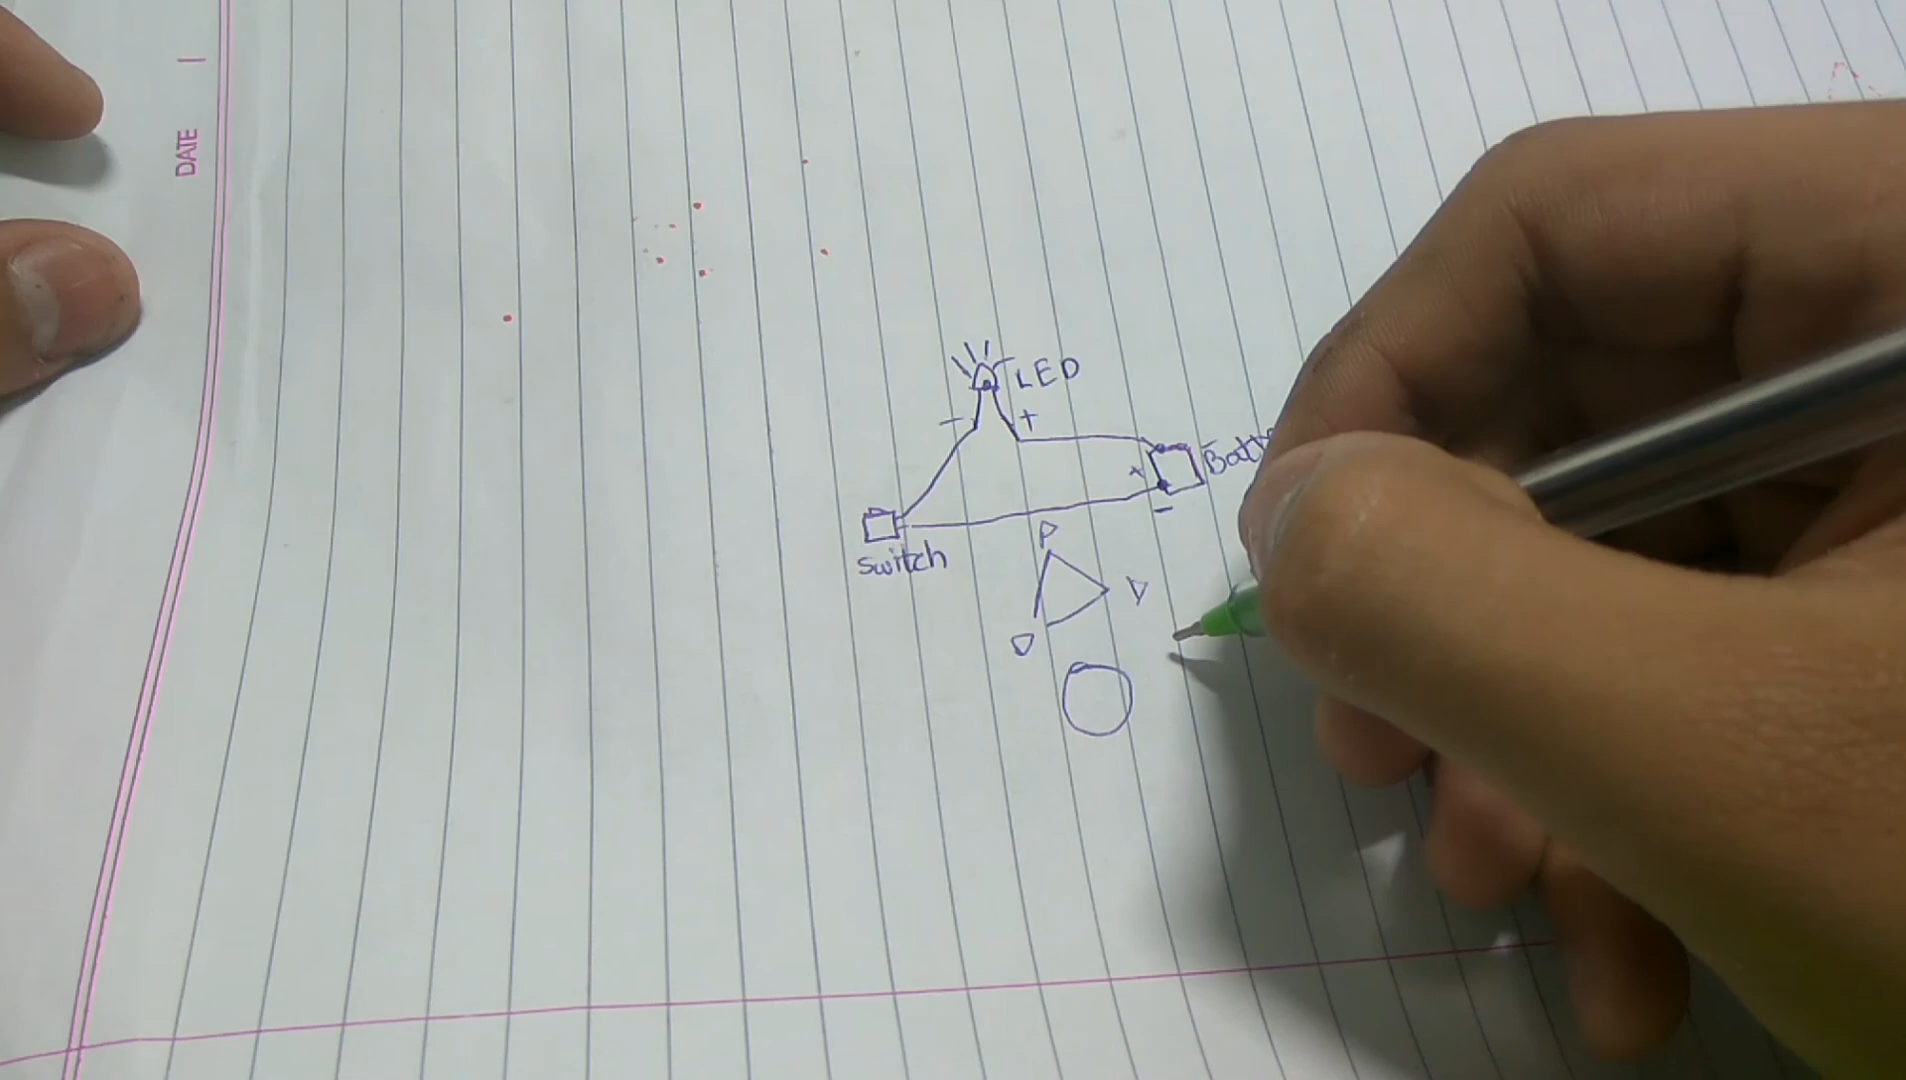 DATE
LED
- +
+
-
switch
P